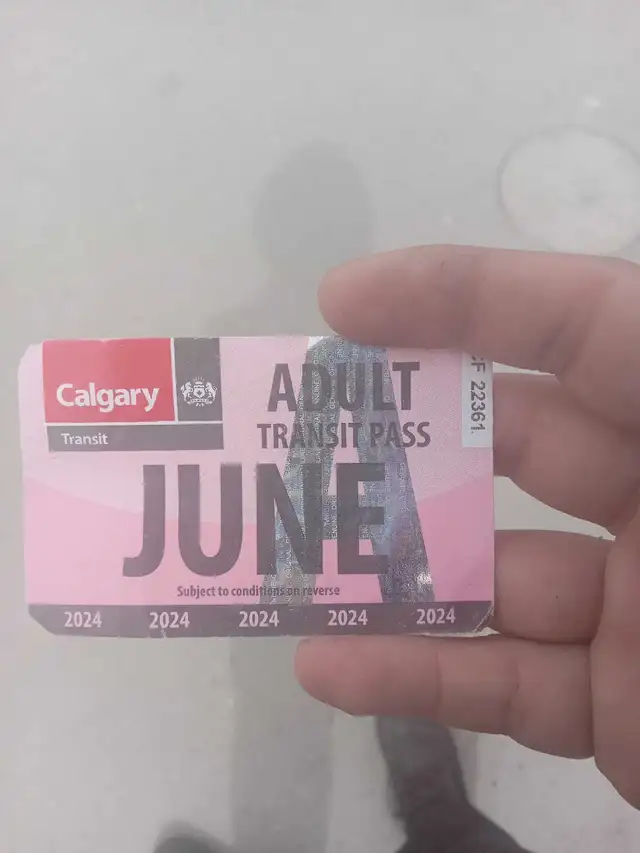 Calgary
Transit
ADULT
TRANSIT PASS
JUNE
Subject to conditions on reverse
2024 2024 2024 2024 2024
22361